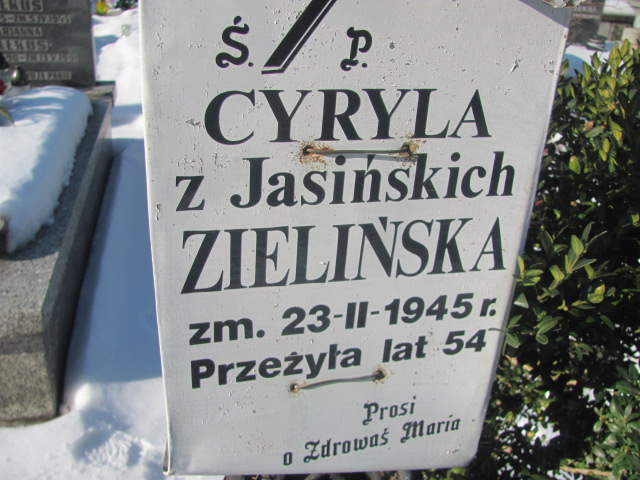 Ś. P.
CYRYLA
z Jasińskich
ZIELIŃSKA
zm. 23-II-1945 r.
Przeżyła lat 54
Prosi
o Zdrowaś Maria